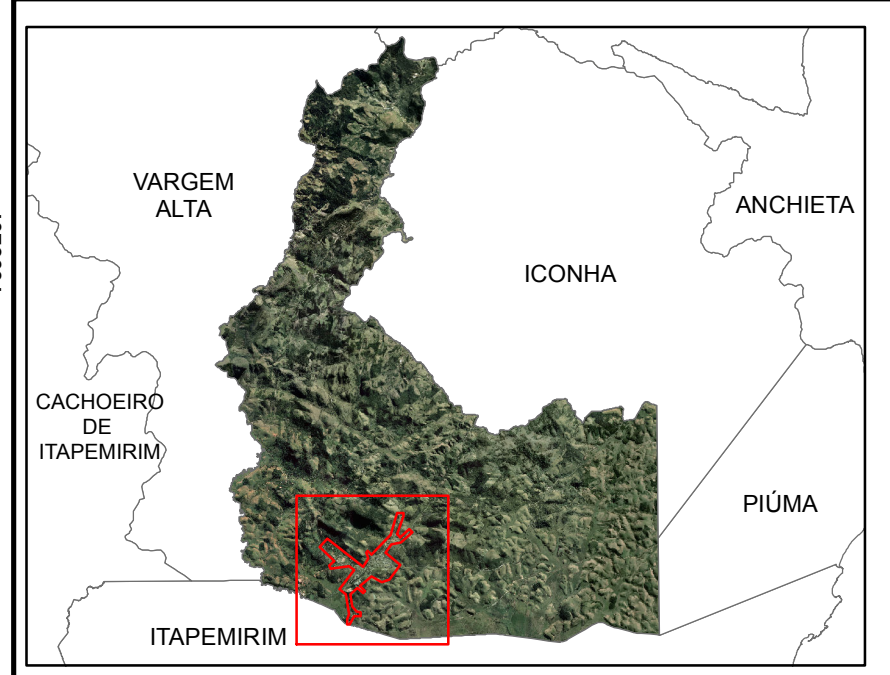 VARGEM
ALTA
ANCHIETA
ICONHA
CACHOEIRO
DE
ITAPEMIRIM
PIÚMA
ITAPEMIRIM